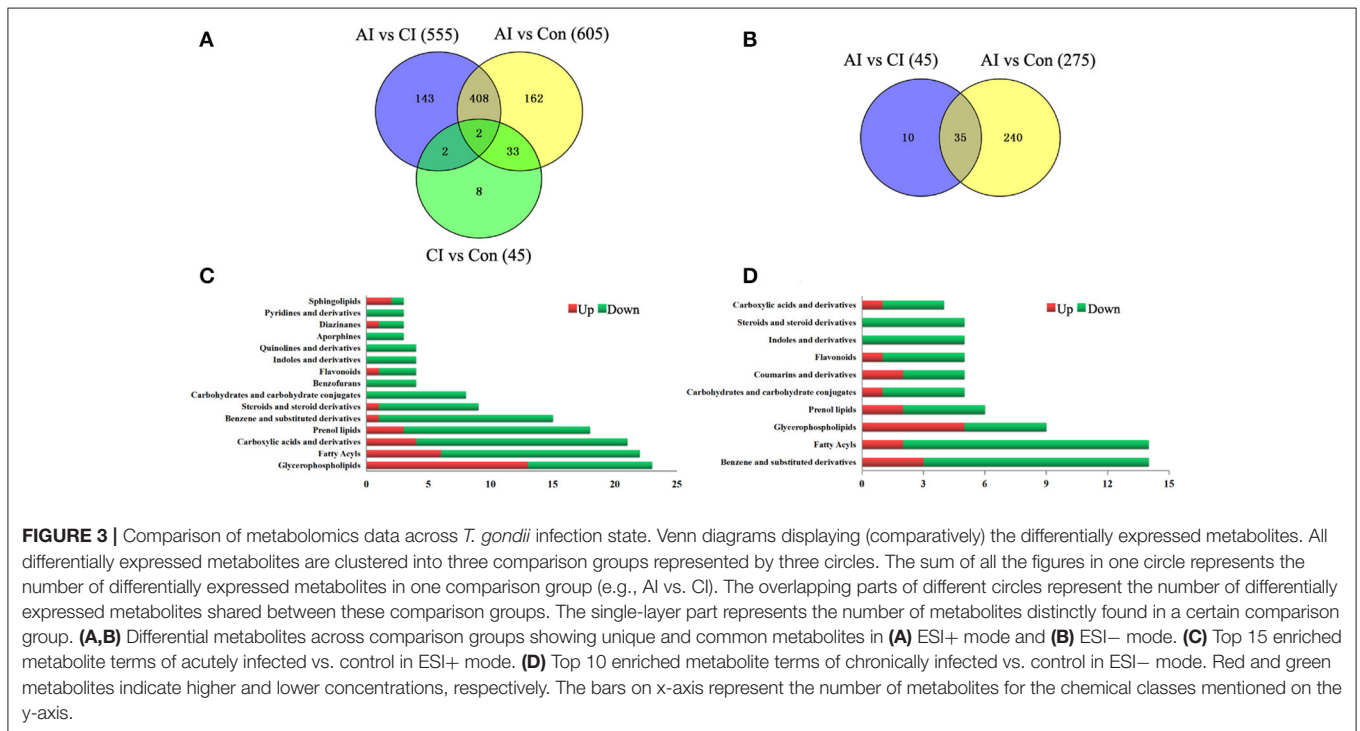 A
B
AI vs CI (555)
AI vs Con (605)
143
408
162
2
2
33
8
CI vs Con (45)
AI vs CI (45)
AI vs Con (275)
10
35
240
C
Up
Down
Sphingolipids
Pyridines and derivatives
Diazinanes
Aporphines
Quinolines and derivatives
Indoles and derivatives
Flavonoids
Benzofurans
Carbohydrates and carbohydrate conjugates
Steroids and steroid derivatives
Benzene and substituted derivatives
Prenol lipids
Carboxylic acids and derivatives
Fatty Acyls
Glycerophospholipids
0 5 10 15 20 25
D
Up
Down
Carboxylic acids and derivatives
Steroids and steroid derivatives
Indoles and derivatives
Flavonoids
Coumarins and derivatives
Carbohydrates and carbohydrate conjugates
Prenol lipids
Glycerophospholipids
Fatty Acyls
Benzene and substituted derivatives
0 3 6 9 12 15
FIGURE 3 | Comparison of metabolomics data across T. gondii infection state. Venn diagrams displaying (comparatively) the differentially expressed metabolites. All
differentially expressed metabolites are clustered into three comparison groups represented by three circles. The sum of all the figures in one circle represents the
number of differentially expressed metabolites in one comparison group (e.g., AI vs. CI). The overlapping parts of different circles represent the number of differentially
expressed metabolites shared between these comparison groups. The single-layer part represents the number of metabolites distinctly found in a certain comparison
group. (A,B) Differential metabolites across comparison groups showing unique and common metabolites in (A) ESI+ mode and (B) ESI− mode. (C) Top 15 enriched
metabolite terms of acutely infected vs. control in ESI+ mode. (D) Top 10 enriched metabolite terms of chronically infected vs. control in ESI− mode. Red and green
metabolites indicate higher and lower concentrations, respectively. The bars on x-axis represent the number of metabolites for the chemical classes mentioned on the
y-axis.